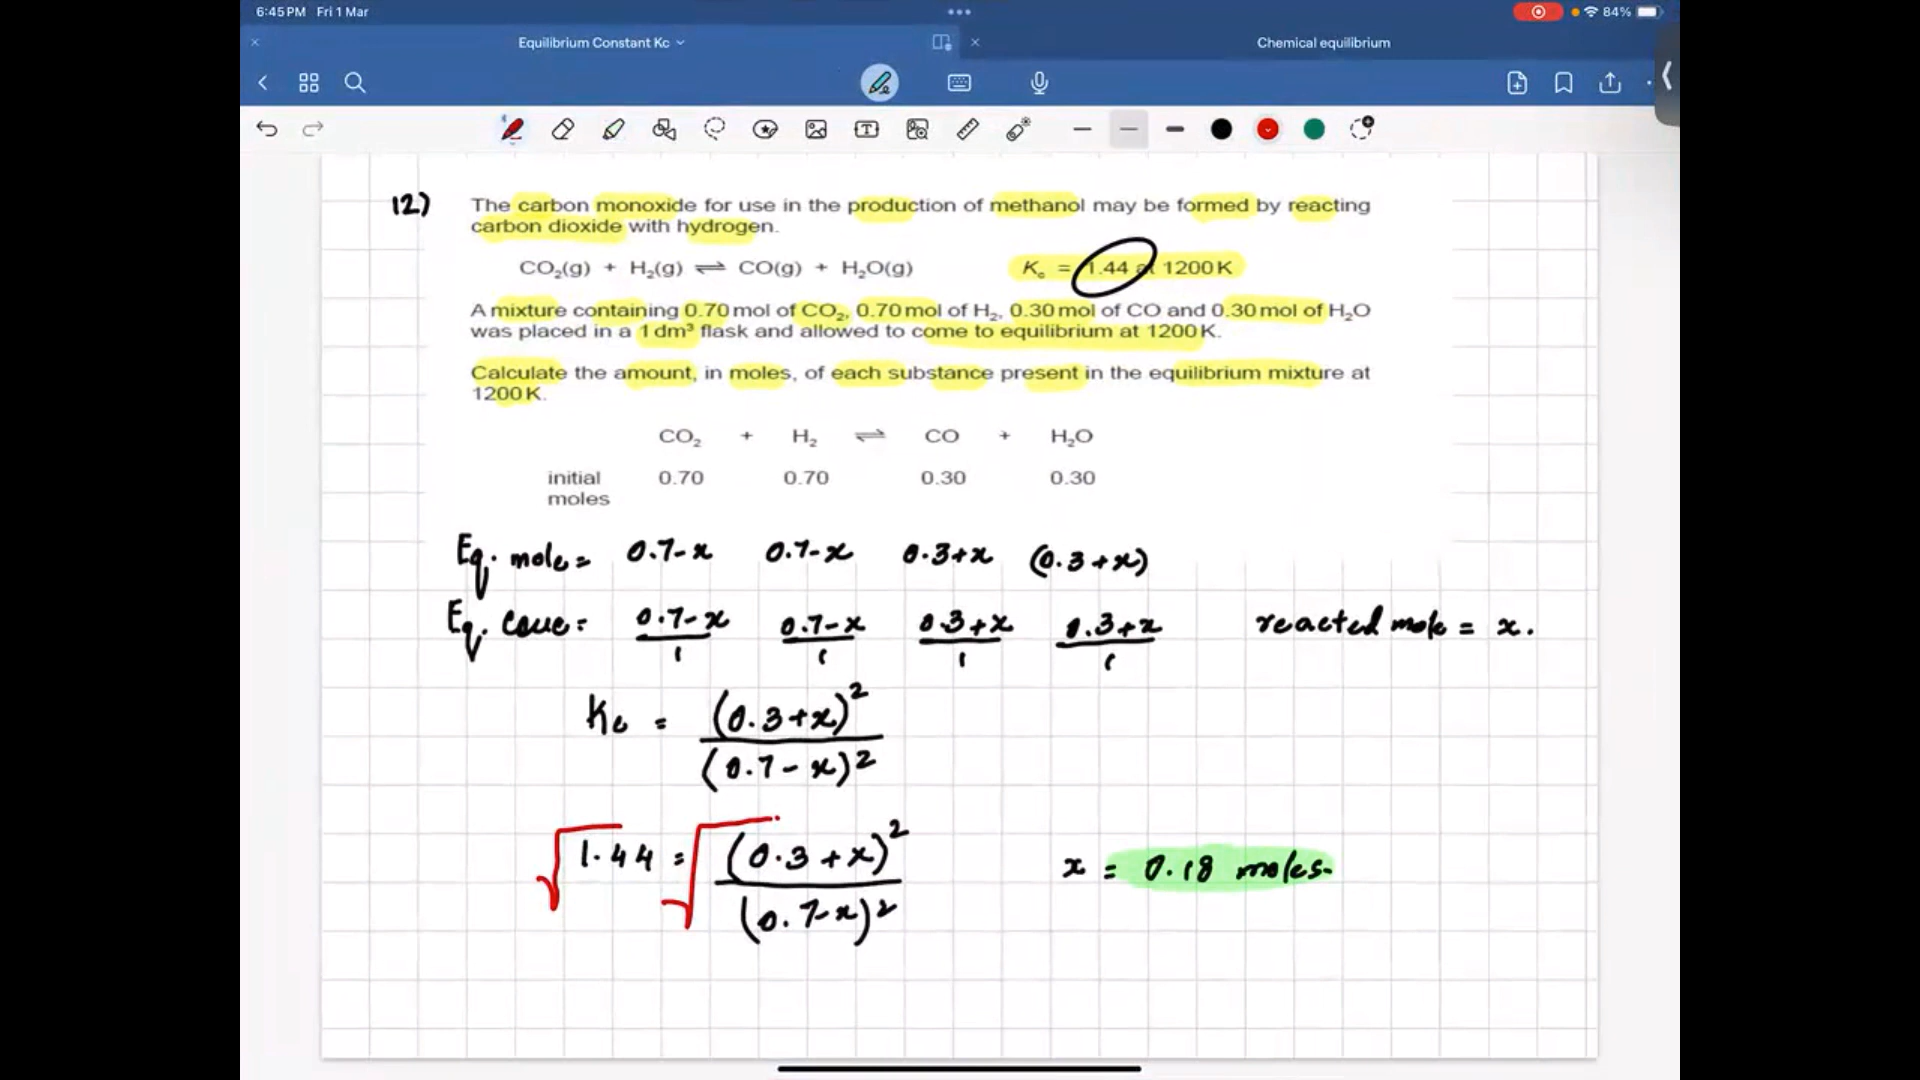 6:45 PM Fri 1 Mar
84%
Equilibrium Constant Kc
Chemical equilibrium
12)
The carbon monoxide for use in the production of methanol may be formed by reacting
carbon dioxide with hydrogen.
CO₂(g) + H₂(g) ⇌ CO(g) + H₂O(g) K꜀ = 1.44 at 1200 K
A mixture containing 0.70 mol of CO₂, 0.70 mol of H₂, 0.30 mol of CO and 0.30 mol of H₂O
was placed in a 1 dm³ flask and allowed to come to equilibrium at 1200 K.
Calculate the amount, in moles, of each substance present in the equilibrium mixture at
1200 K.
CO₂ + H₂ ⇌ CO + H₂O
initial 0.70 0.70 0.30 0.30
moles
Eq. mole = 0.7-x 0.7-x 0.3+x (0.3+x)
Eq. conc = 0.7-x/1 0.7-x/1 0.3+x/1 0.3+x/1 reacted mole = x.
Kc = (0.3+x)²/(0.7-x)²
√1.44 = √(0.3+x)²/(0.7-x)² x = 0.18 moles.